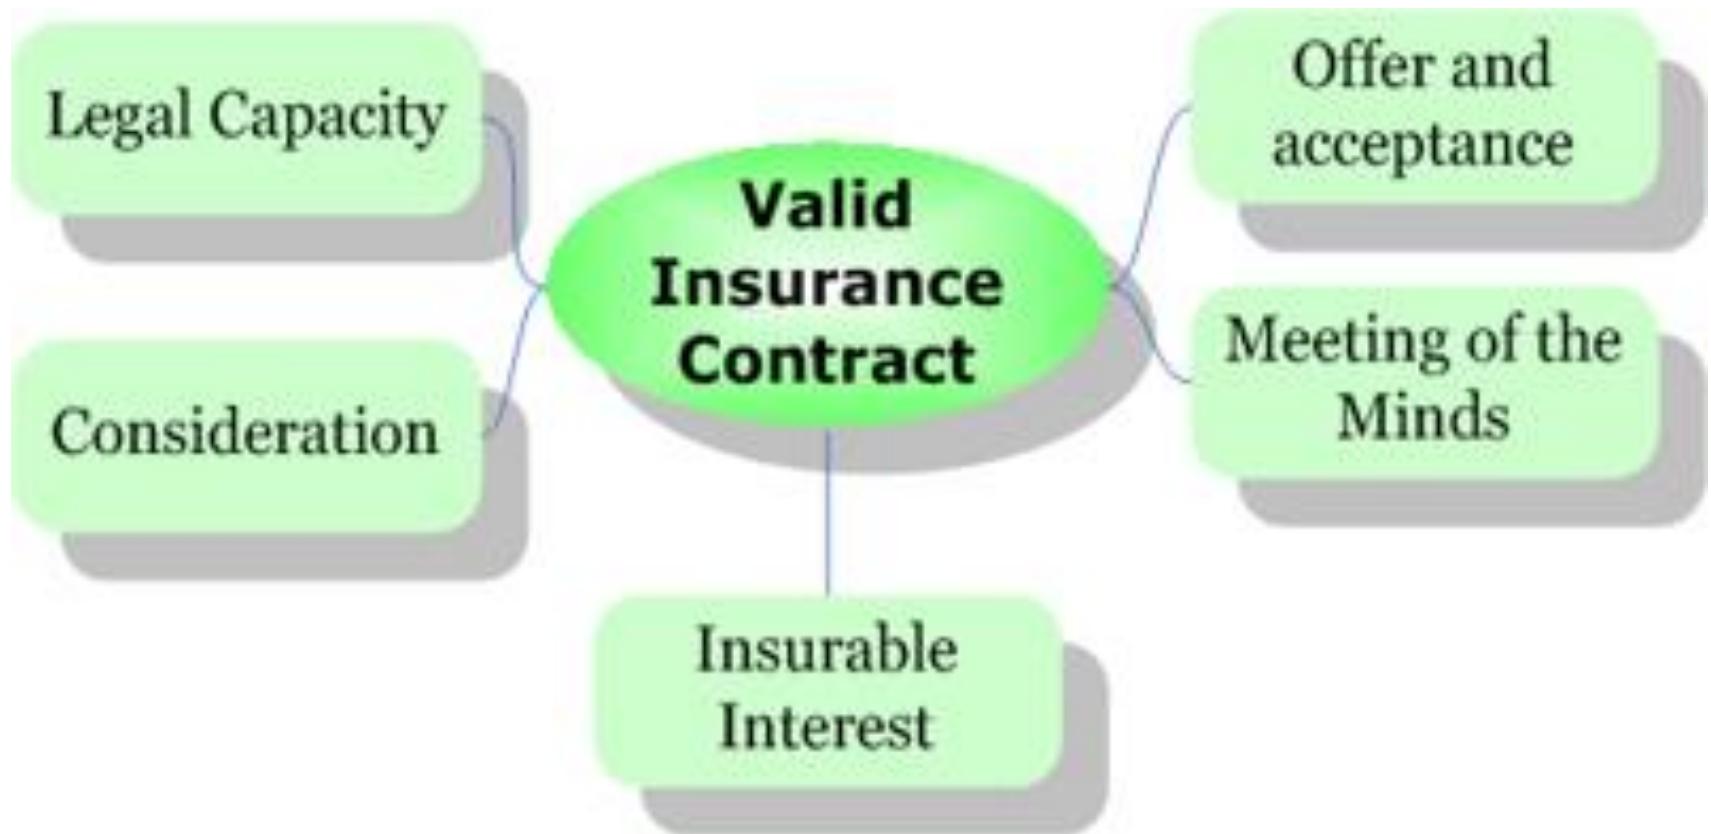 Legal Capacity
Consideration
Valid
Insurance
Contract
Offer and
acceptance
Meeting of the
Minds
Insurable
Interest